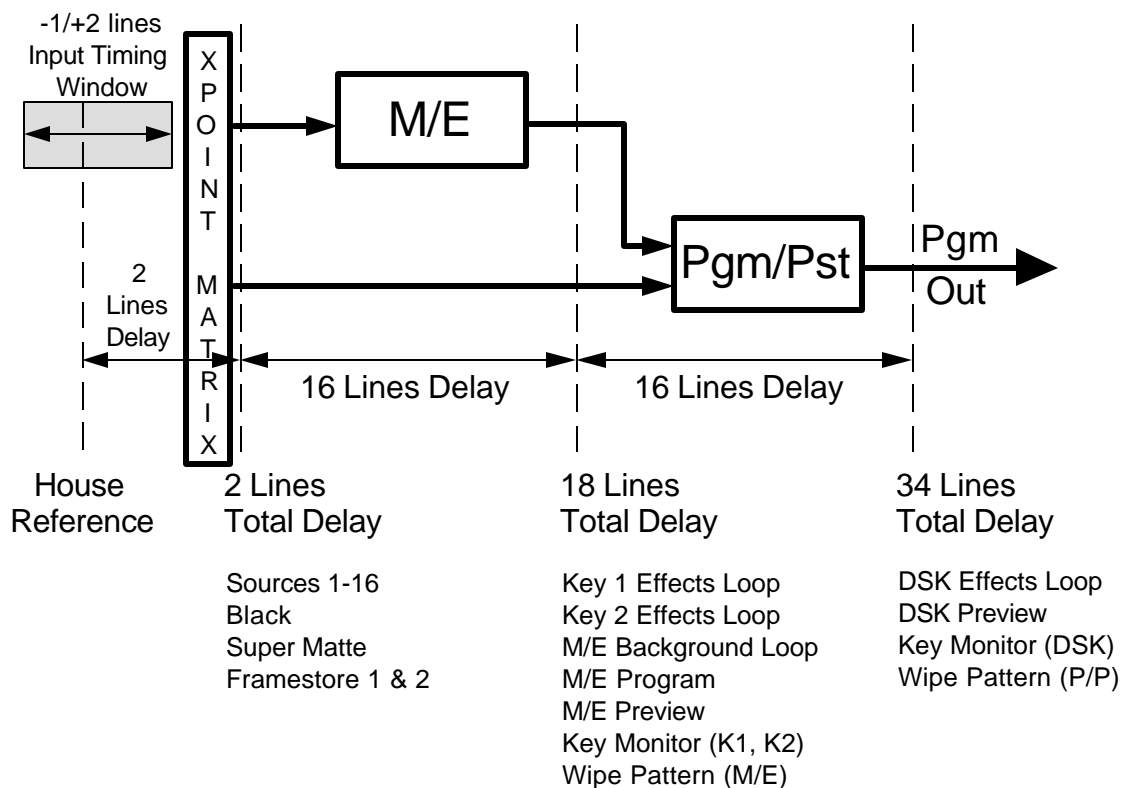 -1/+2 lines
Input Timing
Window
XPOINT MATRIX
M/E
Pgm/Pst
Pgm
Out
2
Lines
Delay
16 Lines Delay
16 Lines Delay
House
Reference
2 Lines
Total Delay
Sources 1-16
Black
Super Matte
Framestore 1 & 2
18 Lines
Total Delay
Key 1 Effects Loop
Key 2 Effects Loop
M/E Background Loop
M/E Program
M/E Preview
Key Monitor (K1, K2)
Wipe Pattern (M/E)
34 Lines
Total Delay
DSK Effects Loop
DSK Preview
Key Monitor (DSK)
Wipe Pattern (P/P)